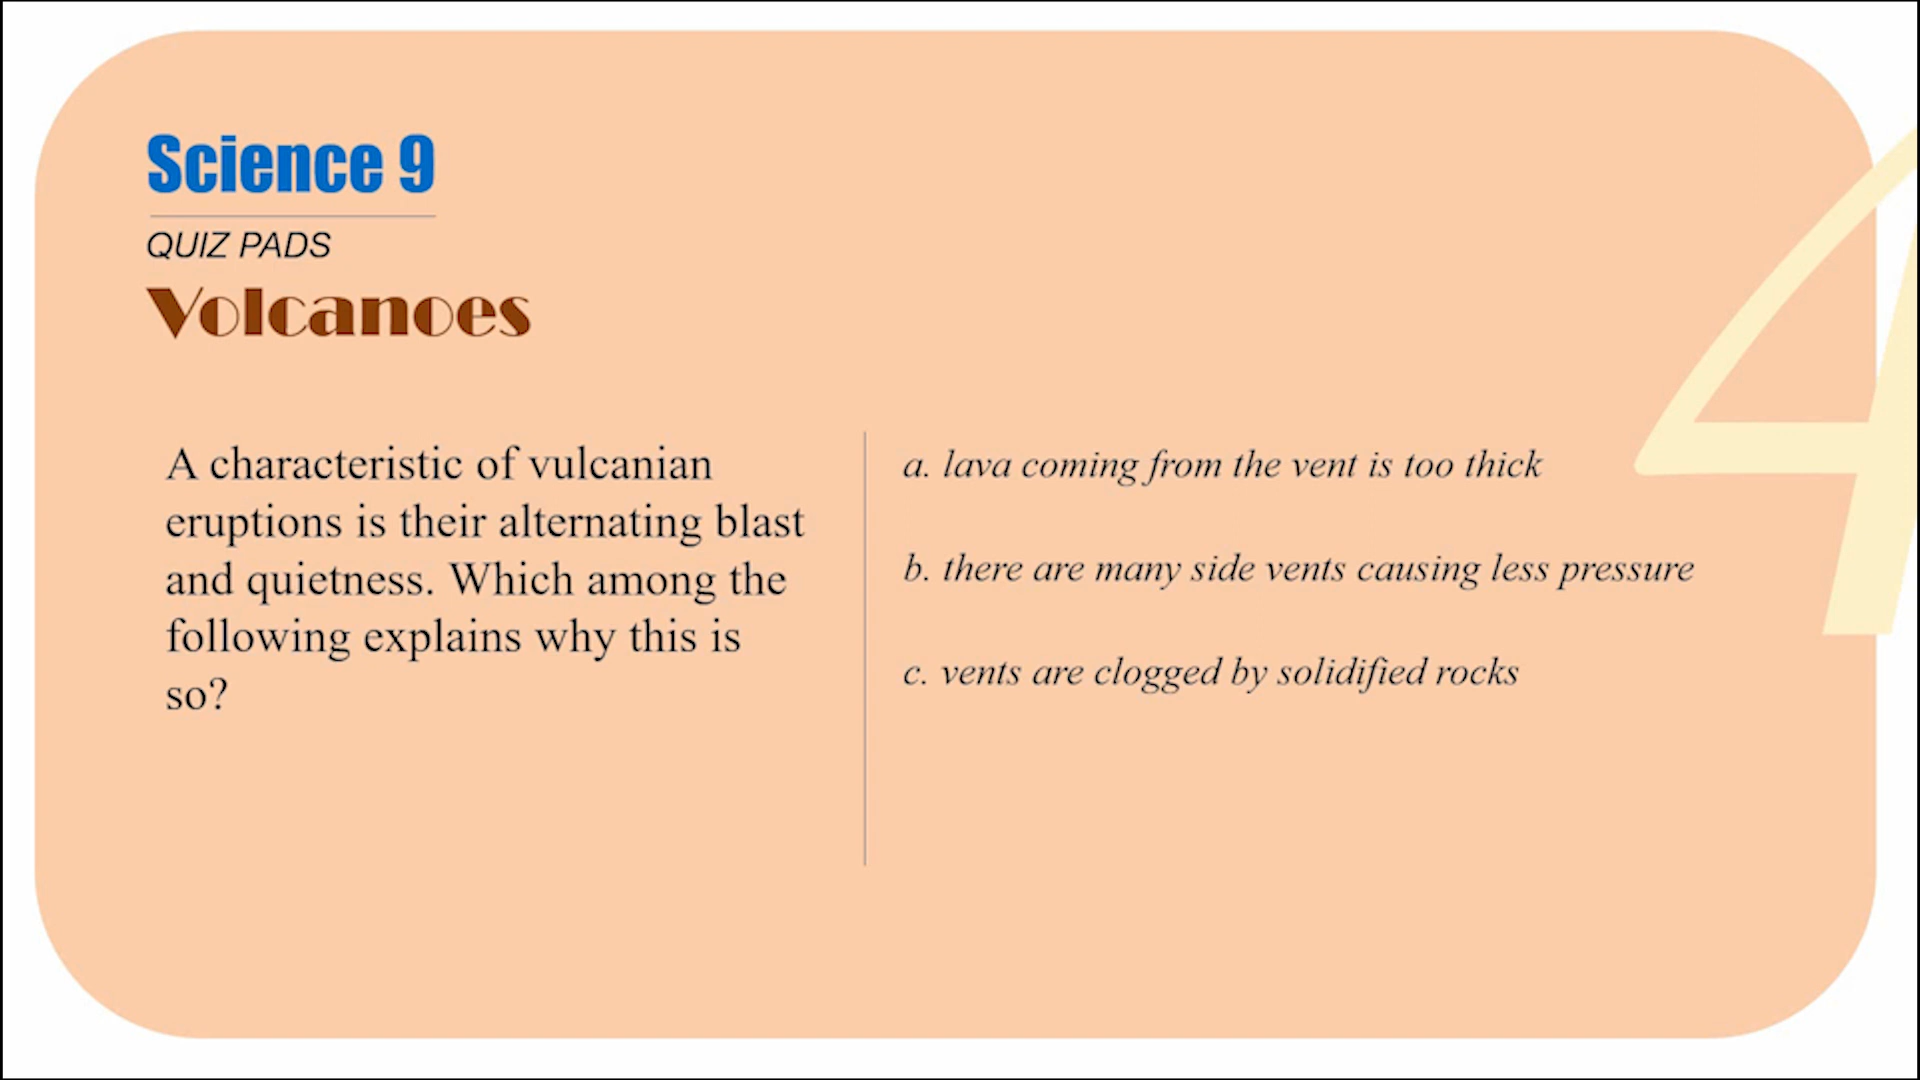 Science 9
QUIZ PADS
Volcanoes
A characteristic of vulcanian
eruptions is their alternating blast
and quietness. Which among the
following explains why this is
so?
a. lava coming from the vent is too thick
b. there are many side vents causing less pressure
c. vents are clogged by solidified rocks
4